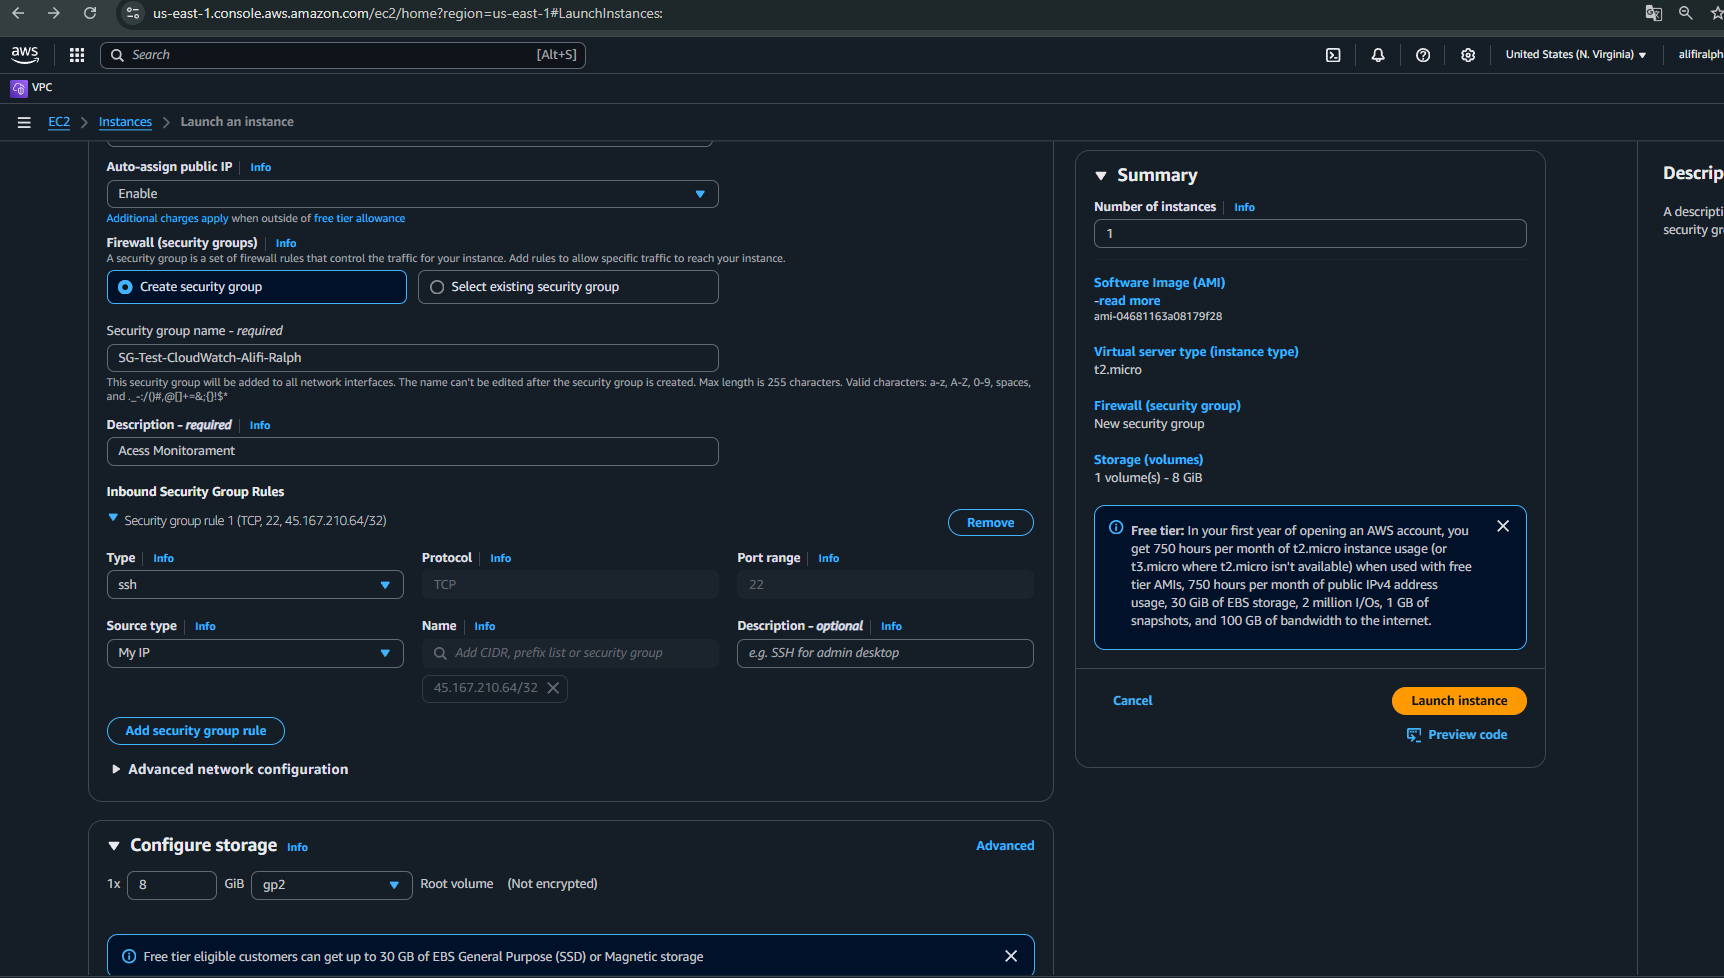 us-east-1.console.aws.amazon.com/ec2/home?region=us-east-1#LaunchInstances:
aws
Search
[Alt+S]
United States (N. Virginia)
alifiralph
VPC
EC2
Instances
Launch an instance
Auto-assign public IP
Info
Enable
Additional charges apply when outside of free tier allowance
Firewall (security groups)
Info
A security group is a set of firewall rules that control the traffic for your instance. Add rules to allow specific traffic to reach your instance.
Create security group
Select existing security group
Security group name - required
SG-Test-CloudWatch-Alifi-Ralph
This security group will be added to all network interfaces. The name can't be edited after the security group is created. Max length is 255 characters. Valid characters: a-z, A-Z, 0-9, spaces,
and ._-:/()#,@[]+=&;{}!$*
Description - required
Info
Acess Monitorament
Inbound Security Group Rules
Security group rule 1 (TCP, 22, 45.167.210.64/32)
Remove
Type
Info
Protocol
Info
Port range
Info
ssh
TCP
22
Source type
Info
Name
Info
Description - optional
Info
My IP
Add CIDR, prefix list or security group
e.g. SSH for admin desktop
45.167.210.64/32
Add security group rule
Advanced network configuration
Configure storage
Info
Advanced
1x
8
GiB
gp2
Root volume
(Not encrypted)
Free tier eligible customers can get up to 30 GB of EBS General Purpose (SSD) or Magnetic storage
Summary
Number of instances
Info
1
Software Image (AMI)
-read more
ami-04681163a08179f28
Virtual server type (instance type)
t2.micro
Firewall (security group)
New security group
Storage (volumes)
1 volume(s) - 8 GiB
Free tier: In your first year of opening an AWS account, you
get 750 hours per month of t2.micro instance usage (or
t3.micro where t2.micro isn't available) when used with free
tier AMIs, 750 hours per month of public IPv4 address
usage, 30 GiB of EBS storage, 2 million I/Os, 1 GB of
snapshots, and 100 GB of bandwidth to the internet.
Cancel
Launch instance
Preview code
Descrip
A descripti
security gr